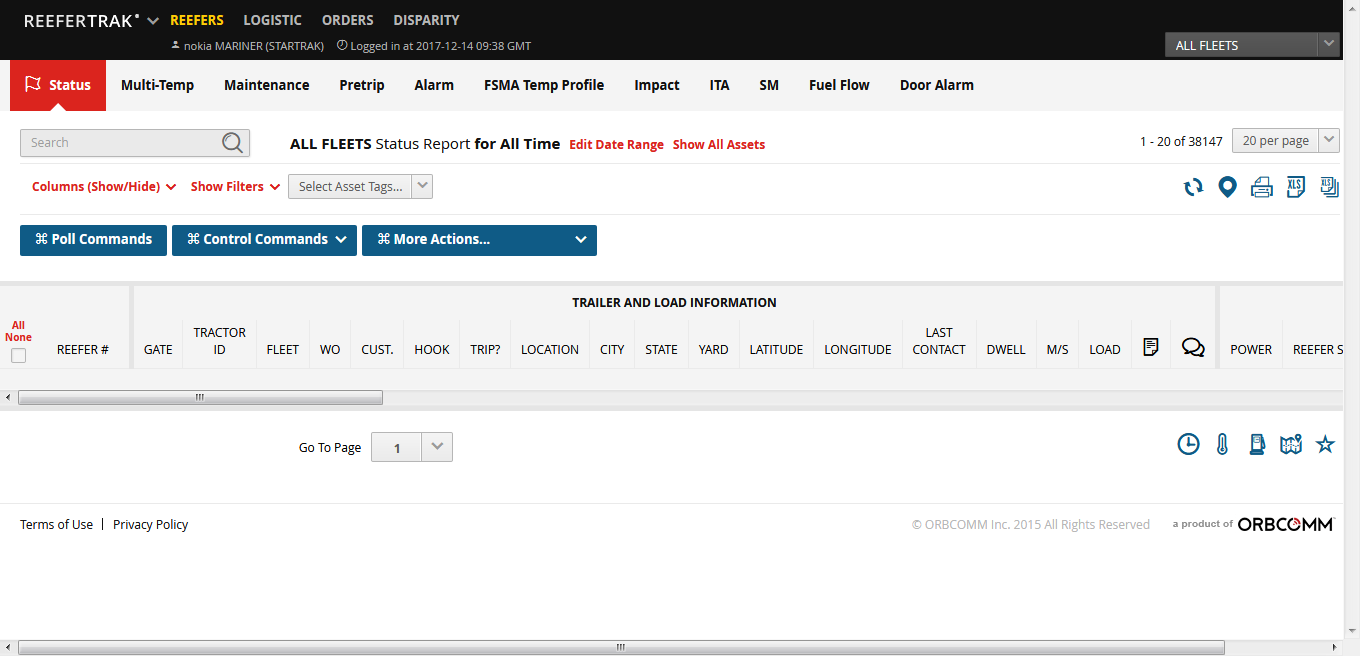 REEFERTRAK REEFERS LOGISTIC ORDERS DISPARITY
nokia MARINER (STARTRAK) Logged in at 2017-12-14 09:38 GMT
ALL FLEETS
Status Multi-Temp Maintenance Pretrip Alarm FSMA Temp Profile Impact ITA SM Fuel Flow Door Alarm
Search ALL FLEETS Status Report for All Time Edit Date Range Show All Assets 1 - 20 of 38147 20 per page
Columns (Show/Hide) Show Filters Select Asset Tags... XLS XLS
⌘ Poll Commands ⌘ Control Commands ⌘ More Actions...
TRAILER AND LOAD INFORMATION
All
None
REEFER # GATE TRACTOR ID FLEET WO CUST. HOOK TRIP? LOCATION CITY STATE YARD LATITUDE LONGITUDE LAST CONTACT DWELL M/S LOAD POWER REEFER S
Go To Page 1
Terms of Use | Privacy Policy © ORBCOMM Inc. 2015 All Rights Reserved a product of ORBCOMM